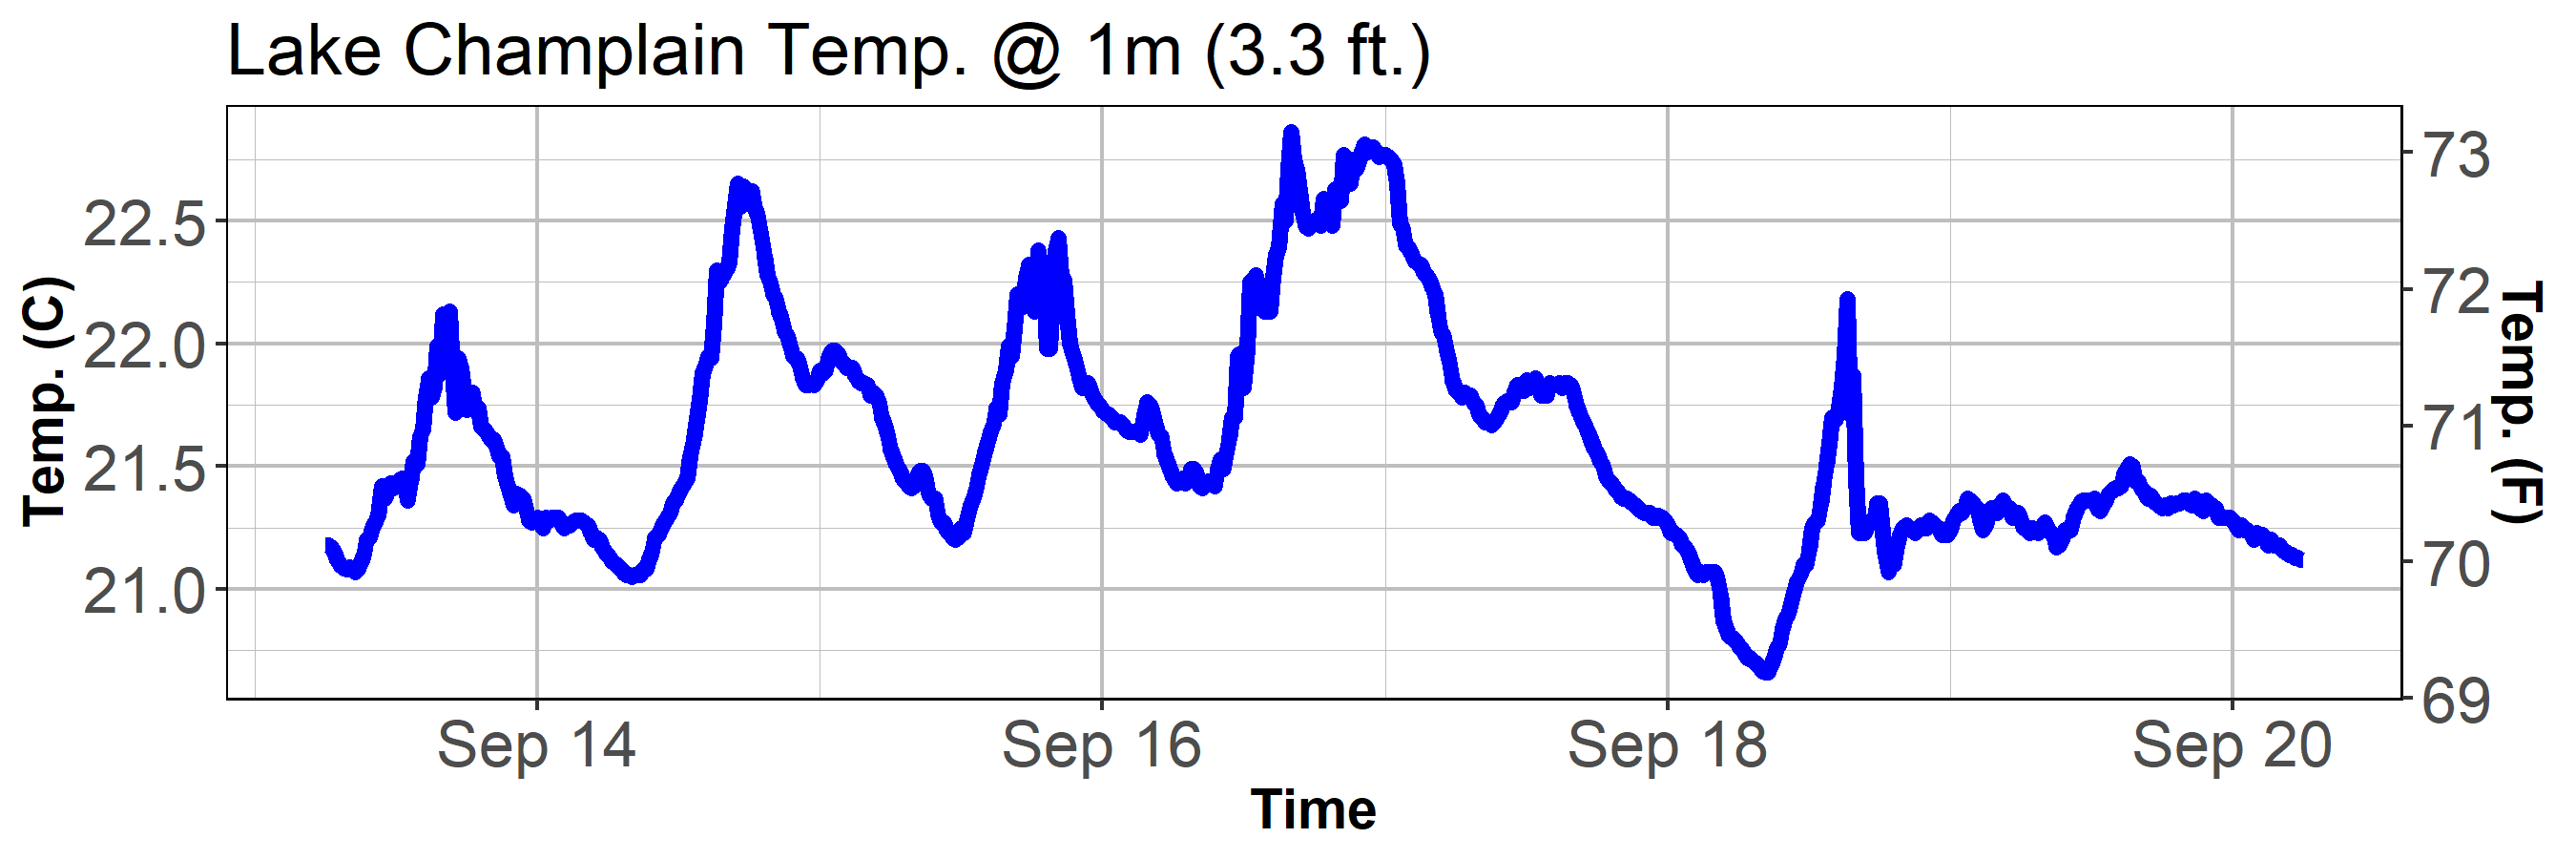 Lake Champlain Temp. @ 1m (3.3 ft.)
Temp. (C)
22.5
22.0
21.5
21.0
73
72
71
70
69
Temp. (F)
Sep 14
Sep 16
Sep 18
Sep 20
Time